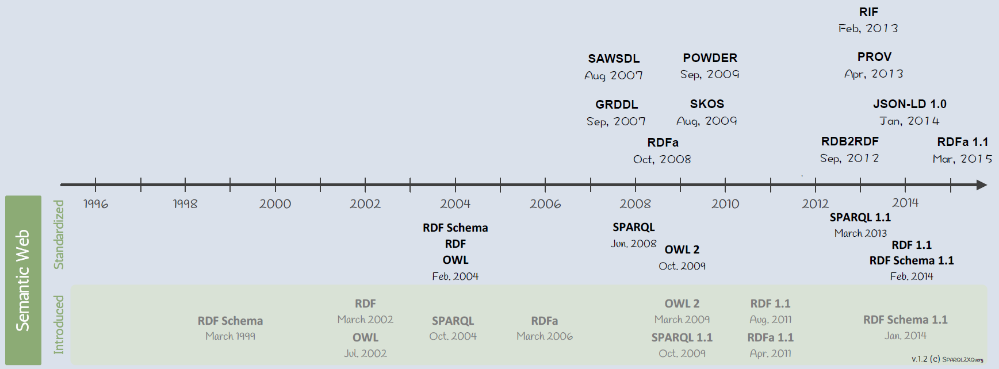 RIF
Feb, 2013
SAWSDL
Aug 2007
POWDER
Sep, 2009
PROV
Apr, 2013
GRDDL
Sep, 2007
SKOS
Aug, 2009
JSON-LD 1.0
Jan, 2014
RDFa
Oct, 2008
RDB2RDF
Sep, 2012
RDFa 1.1
Mar, 2015
1996
1998
2000
2002
2004
2006
2008
2010
2012
2014
Semantic Web
Standardized
RDF Schema
RDF
OWL
Feb. 2004
SPARQL
Jun. 2008
OWL 2
Oct. 2009
SPARQL 1.1
March 2013
RDF 1.1
RDF Schema 1.1
Feb. 2014
Introduced
RDF Schema
March 1999
RDF
March 2002
OWL
Jul. 2002
SPARQL
Oct. 2004
RDFa
March 2006
OWL 2
March 2009
SPARQL 1.1
Oct. 2009
RDF 1.1
Aug. 2011
RDFa 1.1
Apr. 2011
RDF Schema 1.1
Jan. 2014
v.1.2 (c) SPARQL2XQuery